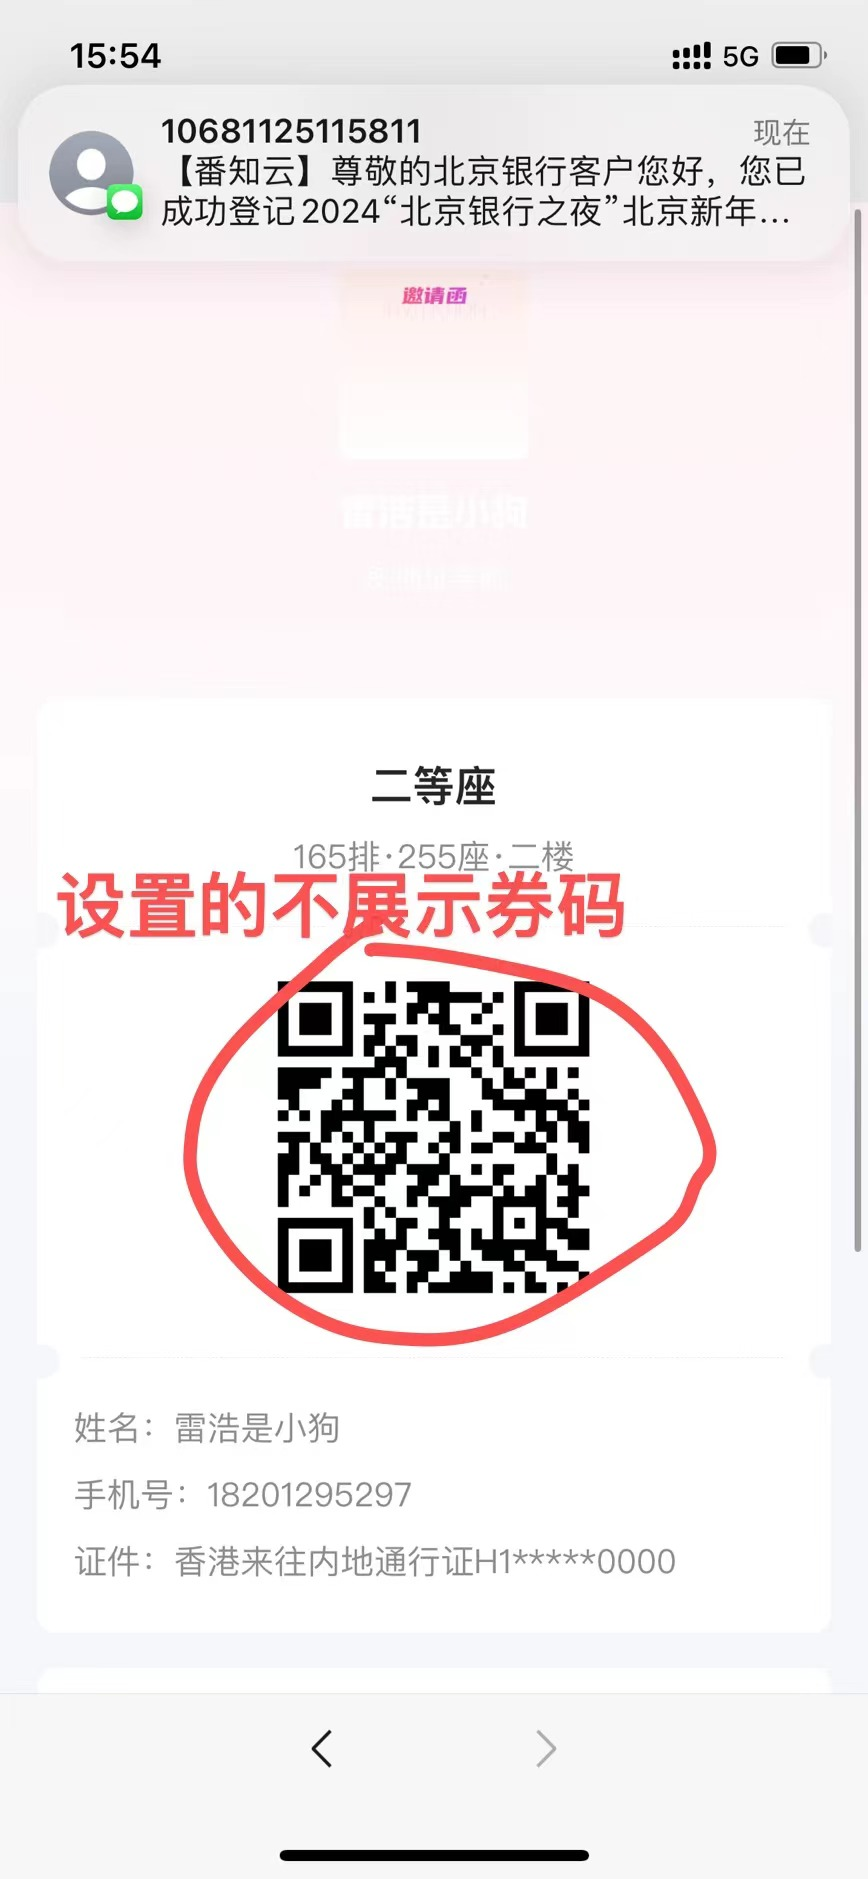 15:54
5G
10681125115811
现在
【番知云】尊敬的北京银行客户您好，您已
成功登记2024“北京银行之夜”北京新年...
邀请函
雷浩是小狗
二等座
165排·255座·二楼
设置的不展示券码
姓名：雷浩是小狗
手机号：18201295297
证件：香港来往内地通行证H1*****0000